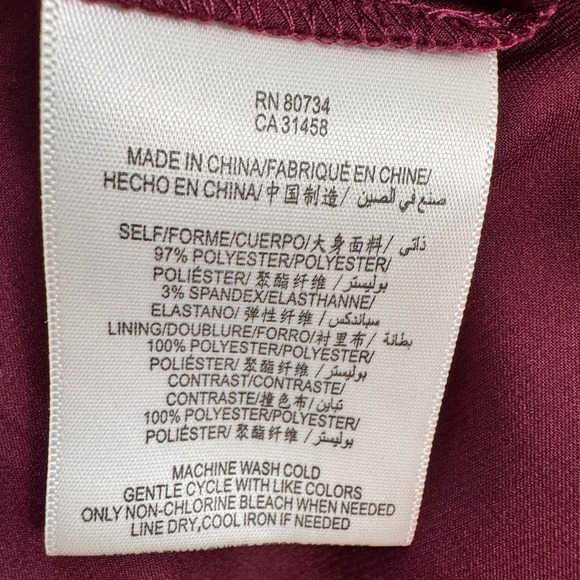 RN 80734
CA 31458
MADE IN CHINA/FABRIQUÉ EN CHINE/
HECHO EN CHINA/中国制造/ صنع في الصين
SELF/FORME/CUERPO/大身面料/ ذاتي
97% POLYESTER/POLYESTER/
POLIÉSTER/ 聚酯纤维 / بوليستر
3% SPANDEX/ELASTHANNE/
ELASTANO/ 弹性纤维 / سباندكس
LINING/DOUBLURE/FORRO/衬里布/ بطانة
100% POLYESTER/POLYESTER/
POLIÉSTER/ 聚酯纤维 / بوليستر
CONTRAST/CONTRASTE/
CONTRASTE/撞色布/ تباين
100% POLYESTER/POLYESTER/
POLIÉSTER/ 聚酯纤维 / بوليستر
MACHINE WASH COLD
GENTLE CYCLE WITH LIKE COLORS
ONLY NON-CHLORINE BLEACH WHEN NEEDED
LINE DRY,COOL IRON IF NEEDED